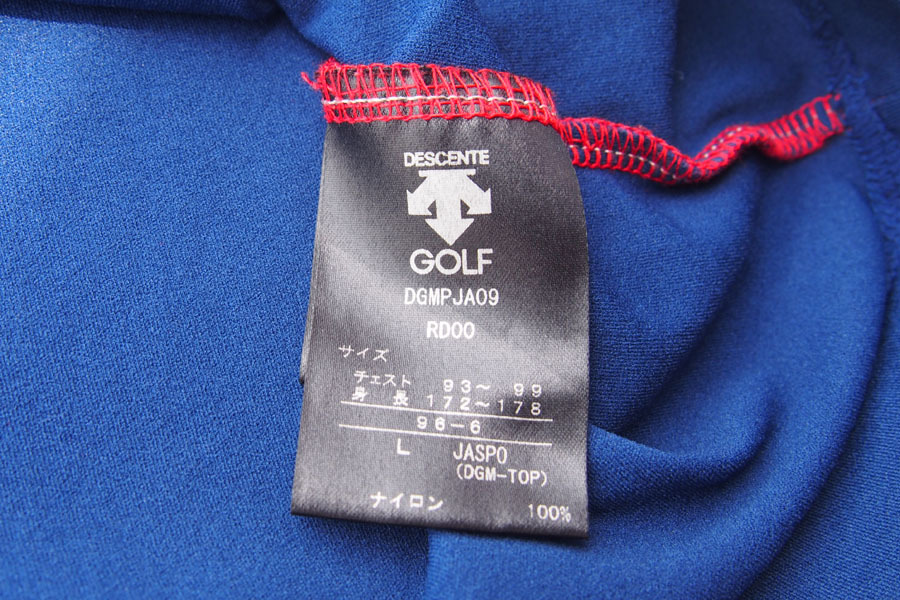 DESCENTE
GOLF
DGMPJA09
RD00
サイズ
チェスト 93〜 99
身 長 172〜178
96-6
L JASPO
(DGM-TOP)
ナイロン 100%